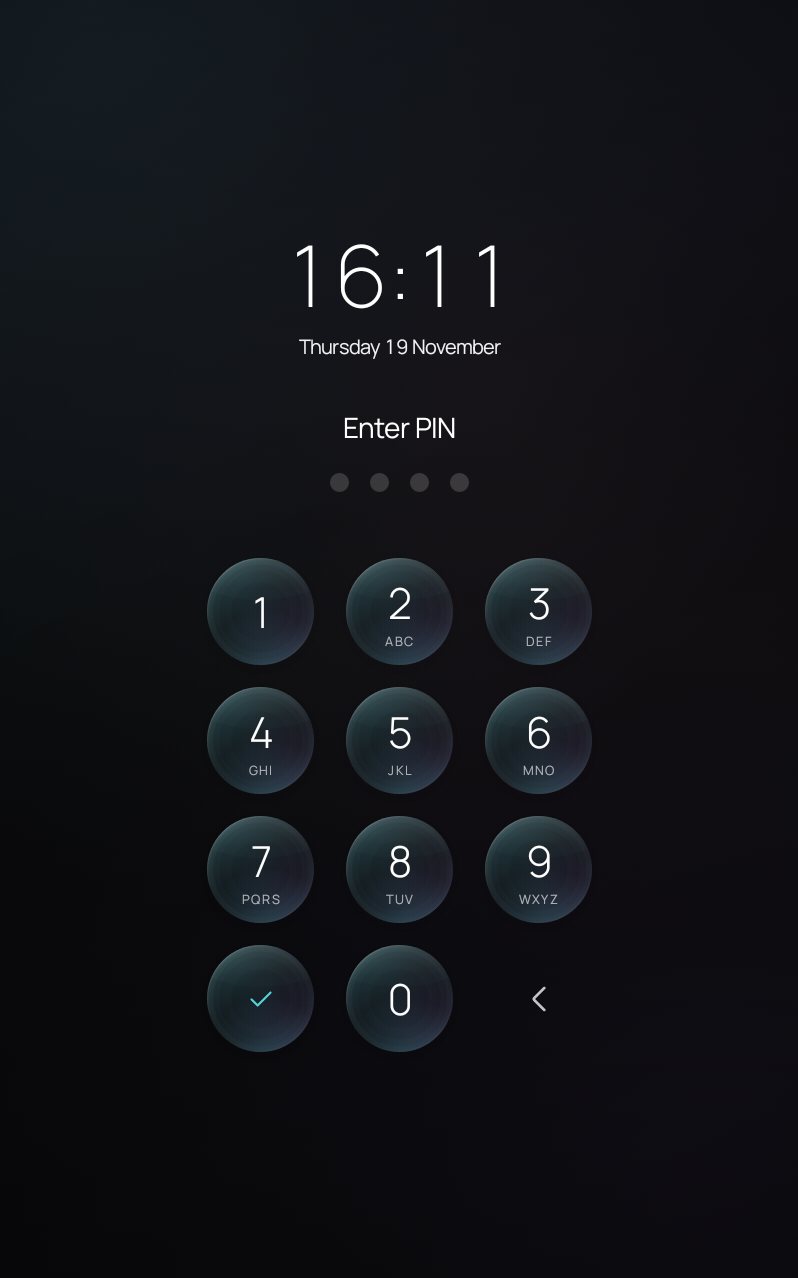 16:11
Thursday 19 November
Enter PIN
1 2 3
ABC DEF
4 5 6
GHI JKL MNO
7 8 9
PQRS TUV WXYZ
0